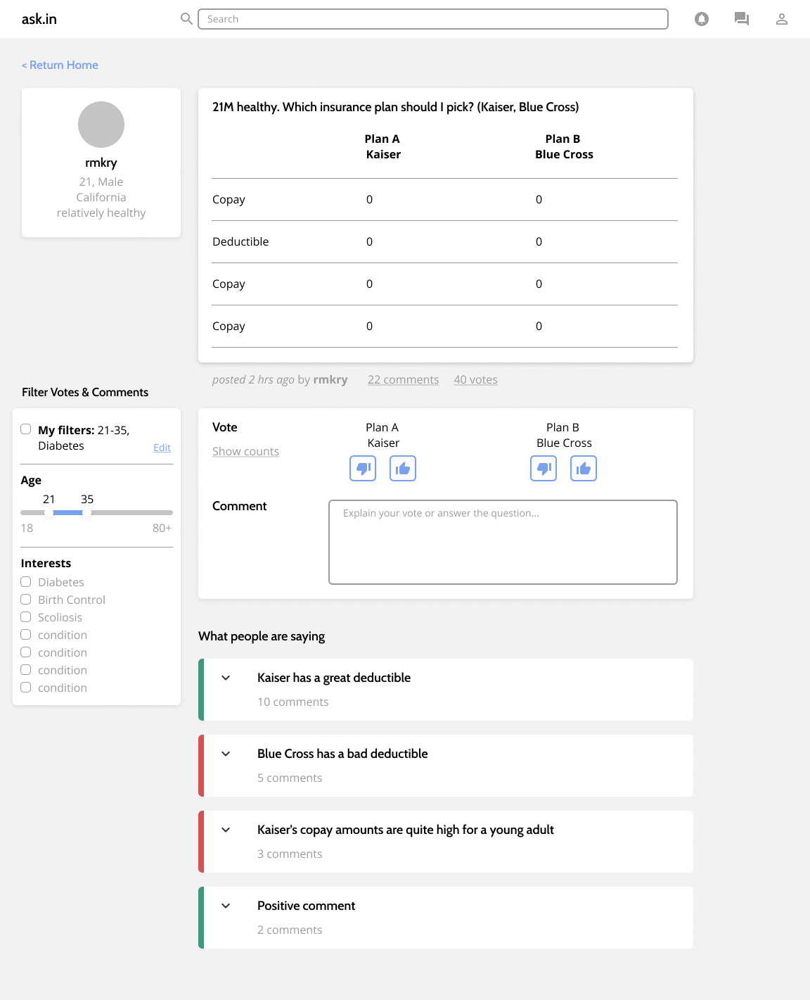 ask.in
Search
< Return Home
rmkry
21, Male
California
relatively healthy
21M healthy. Which insurance plan should I pick? (Kaiser, Blue Cross)
Plan A Plan B
Kaiser Blue Cross
Copay 0 0
Deductible 0 0
Copay 0 0
Copay 0 0
posted 2 hrs ago by rmkry 22 comments 40 votes
Filter Votes & Comments
My filters: 21-35,
Diabetes
Edit
Age
21 35
18 80+
Interests
Diabetes
Birth Control
Scoliosis
condition
condition
condition
condition
Vote Plan A Plan B
Kaiser Blue Cross
Show counts
Comment
Explain your vote or answer the question...
What people are saying
Kaiser has a great deductible
10 comments
Blue Cross has a bad deductible
5 comments
Kaiser’s copay amounts are quite high for a young adult
3 comments
Positive comment
2 comments